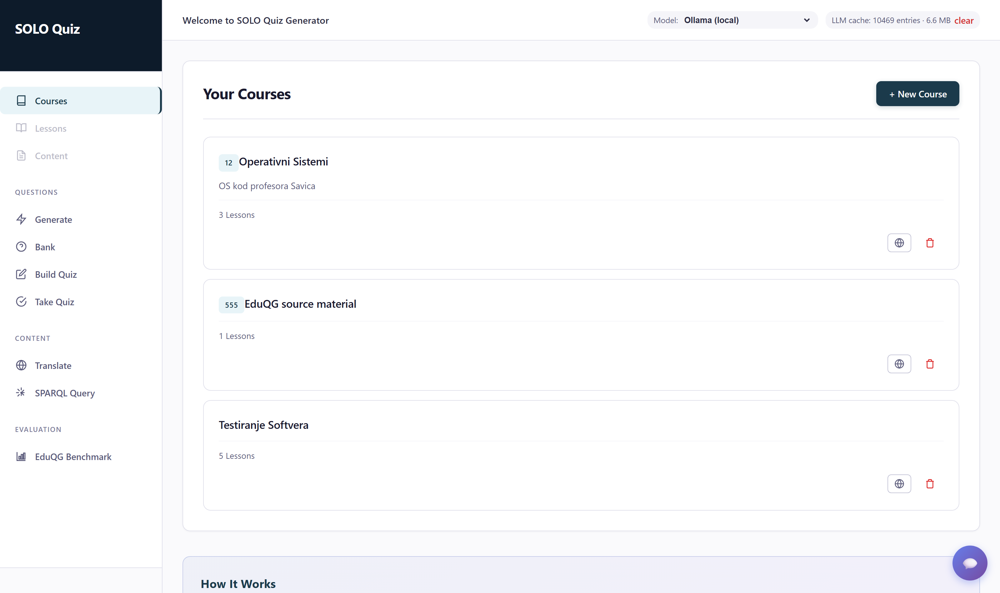 SOLO Quiz
Welcome to SOLO Quiz Generator
Model: Ollama (local)
LLM cache: 10469 entries · 6.6 MB clear
Courses
Lessons
Content
QUESTIONS
Generate
Bank
Build Quiz
Take Quiz
CONTENT
Translate
SPARQL Query
EVALUATION
EduQG Benchmark
Your Courses
+ New Course
12 Operativni Sistemi
OS kod profesora Savica
3 Lessons
555 EduQG source material
1 Lessons
Testiranje Softvera
5 Lessons
How It Works